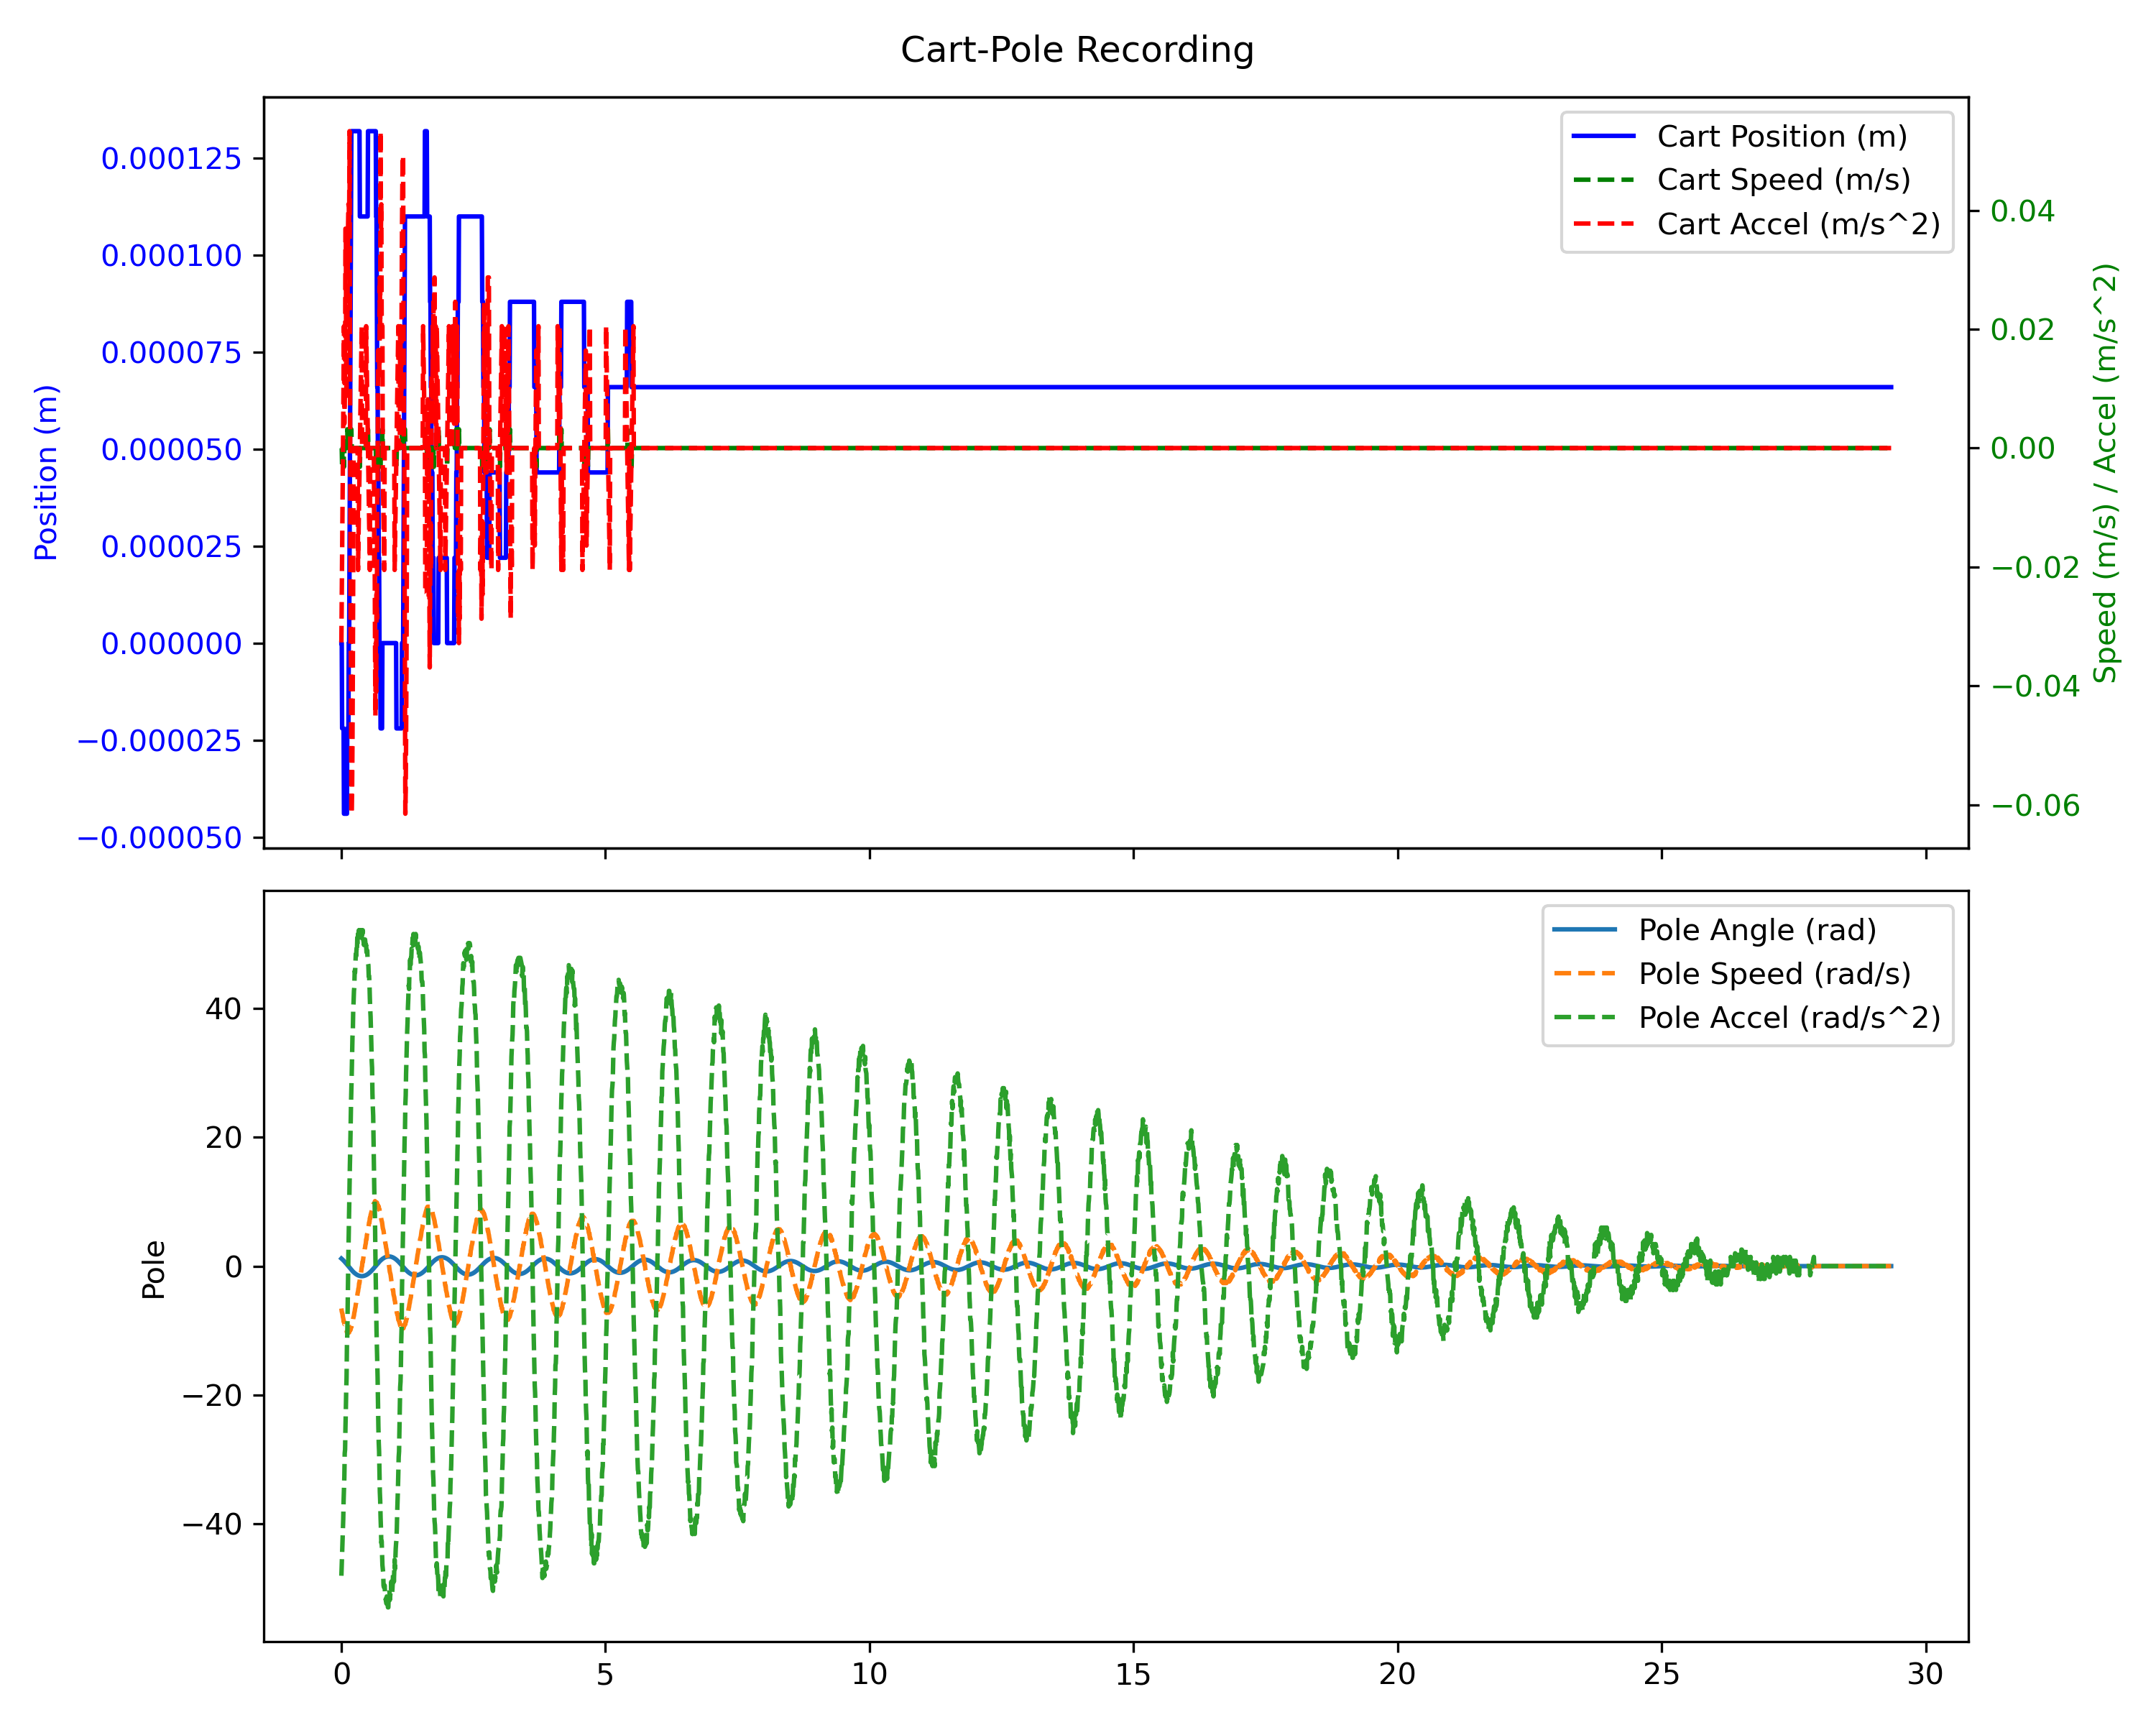 Cart-Pole Recording
Position (m)
0.000125
0.000100
0.000075
0.000050
0.000025
0.000000
−0.000025
−0.000050
Cart Position (m)
Cart Speed (m/s)
Cart Accel (m/s^2)
0.04
0.02
0.00
−0.02
−0.04
−0.06
Speed (m/s) / Accel (m/s^2)
Pole
40
20
0
−20
−40
Pole Angle (rad)
Pole Speed (rad/s)
Pole Accel (rad/s^2)
0 5 10 15 20 25 30